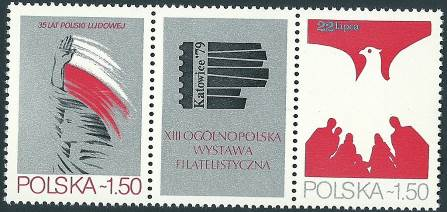 35 LAT POLSKI LUDOWEJ
POLSKA ~1.50
Katowice '79
XIII OGÓLNOPOLSKA
WYSTAWA
FILATELISTYCZNA
22 Lipca
POLSKA ~1.50